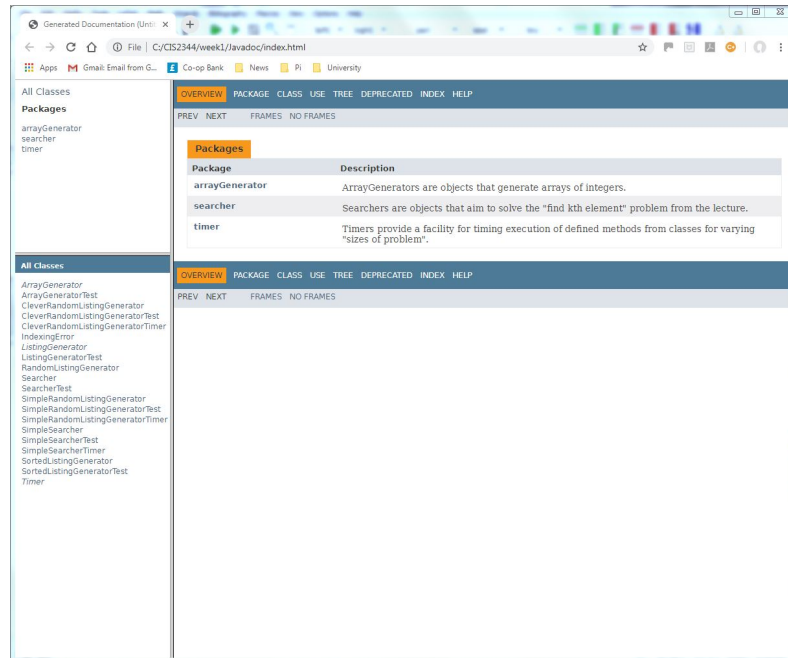 Generated Documentation (Untit
File | C:/CIS2344/week1/Javadoc/index.html
Apps Gmail: Email from G... Co-op Bank News Pi University
All Classes
Packages
arrayGenerator
searcher
timer
All Classes
ArrayGenerator
ArrayGeneratorTest
CleverRandomListingGenerator
CleverRandomListingGeneratorTest
CleverRandomListingGeneratorTimer
IndexingError
ListingGenerator
ListingGeneratorTest
RandomListingGenerator
Searcher
SearcherTest
SimpleRandomListingGenerator
SimpleRandomListingGeneratorTest
SimpleRandomListingGeneratorTimer
SimpleSearcher
SimpleSearcherTest
SimpleSearcherTimer
SortedListingGenerator
SortedListingGeneratorTest
Timer
OVERVIEW PACKAGE CLASS USE TREE DEPRECATED INDEX HELP
PREV NEXT FRAMES NO FRAMES
Packages
Package Description
arrayGenerator ArrayGenerators are objects that generate arrays of integers.
searcher Searchers are objects that aim to solve the "find kth element" problem from the lecture.
timer Timers provide a facility for timing execution of defined methods from classes for varying
"sizes of problem".
OVERVIEW PACKAGE CLASS USE TREE DEPRECATED INDEX HELP
PREV NEXT FRAMES NO FRAMES